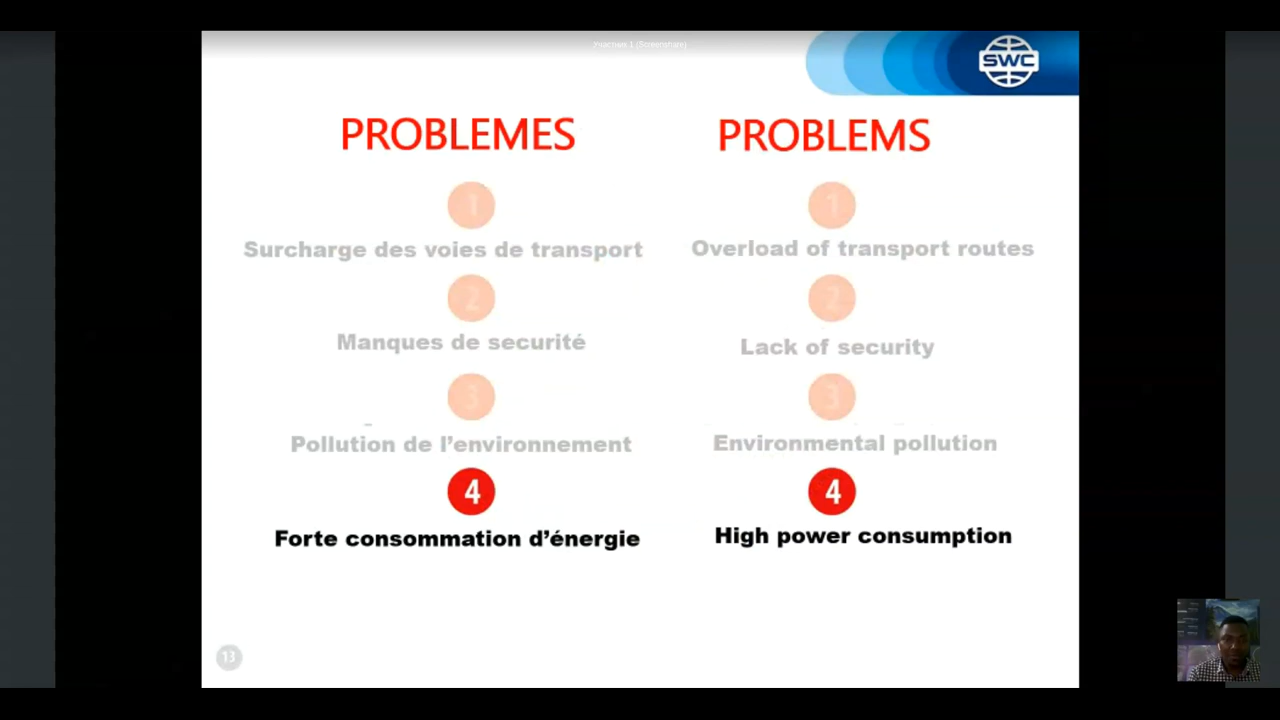 SWC
PROBLEMES
1
Surcharge des voies de transport
2
Manques de securité
3
Pollution de l'environnement
4
Forte consommation d'énergie
PROBLEMS
1
Overload of transport routes
2
Lack of security
3
Environmental pollution
4
High power consumption
13